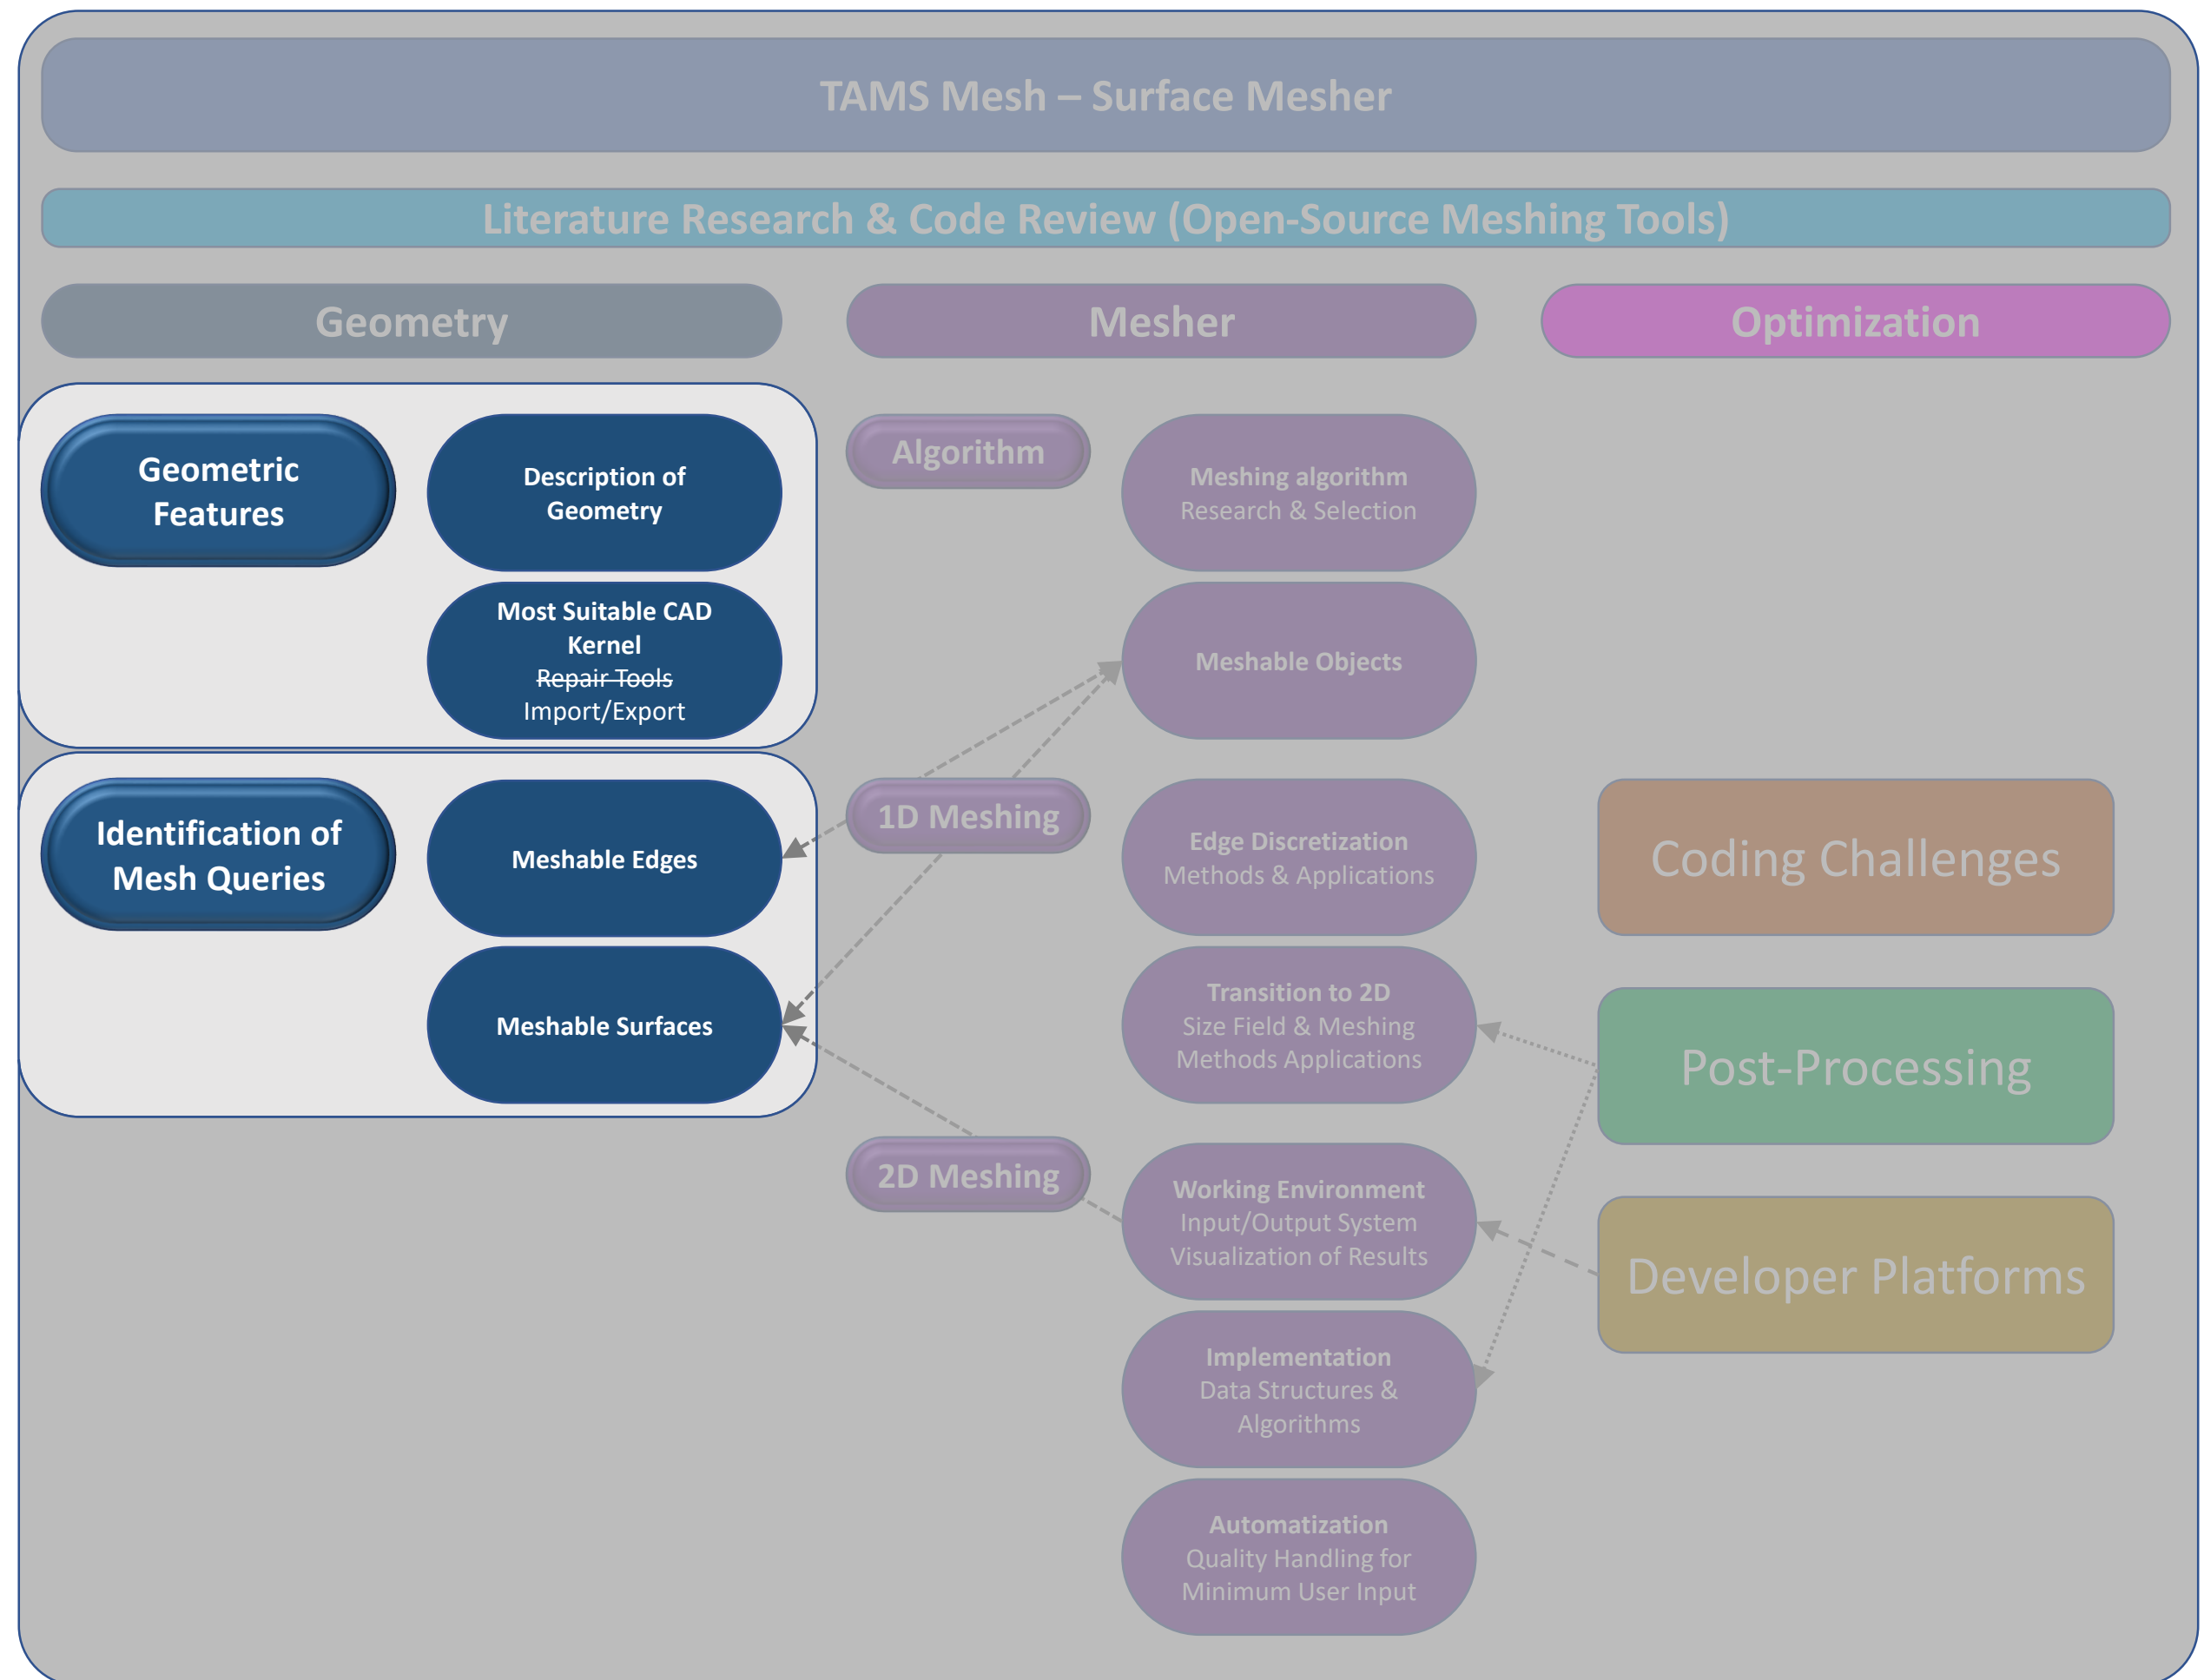 TAMS Mesh – Surface Mesher
Literature Research & Code Review (Open-Source Meshing Tools)
Geometry
Mesher
Optimization
Geometric
Features
Description of
Geometry
Most Suitable CAD
Kernel
Repair Tools
Import/Export
Identification of
Mesh Queries
Meshable Edges
Meshable Surfaces
Algorithm
Meshing algorithm
Research & Selection
Meshable Objects
1D Meshing
Edge Discretization
Methods & Applications
Transition to 2D
Size Field & Meshing
Methods Applications
2D Meshing
Working Environment
Input/Output System
Visualization of Results
Implementation
Data Structures &
Algorithms
Automatization
Quality Handling for
Minimum User Input
Coding Challenges
Post-Processing
Developer Platforms